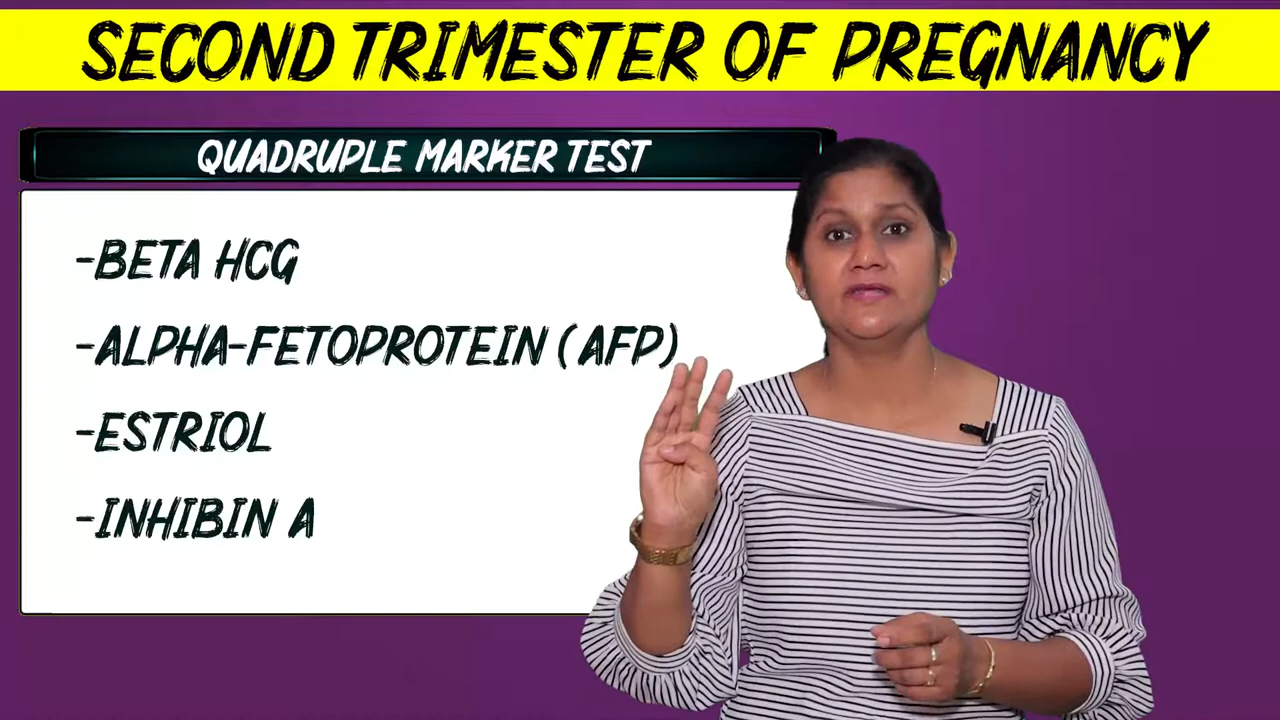 SECOND TRIMESTER OF PREGNANCY
QUADRUPLE MARKER TEST
-BETA HCG
-ALPHA-FETOPROTEIN (AFP)
-ESTRIOL
-INHIBIN A